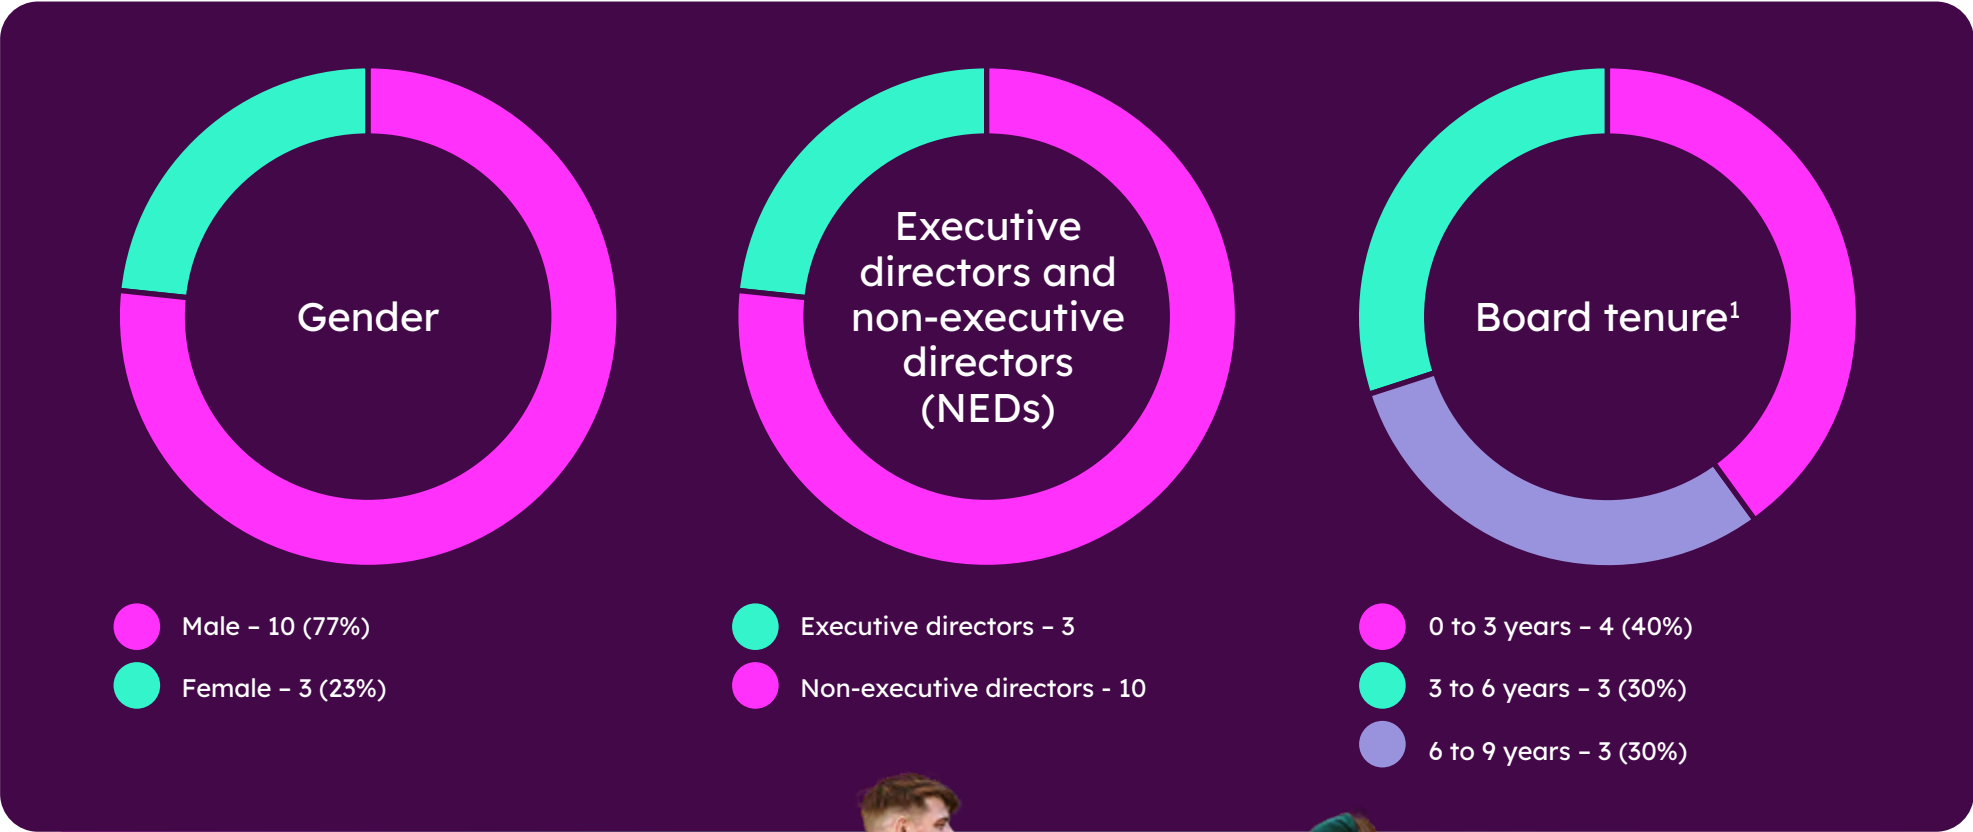 Gender
Male – 10 (77%)
Female – 3 (23%)
Executive
directors and
non-executive
directors
(NEDs)
Executive directors – 3
Non-executive directors - 10
Board tenure¹
0 to 3 years – 4 (40%)
3 to 6 years – 3 (30%)
6 to 9 years – 3 (30%)